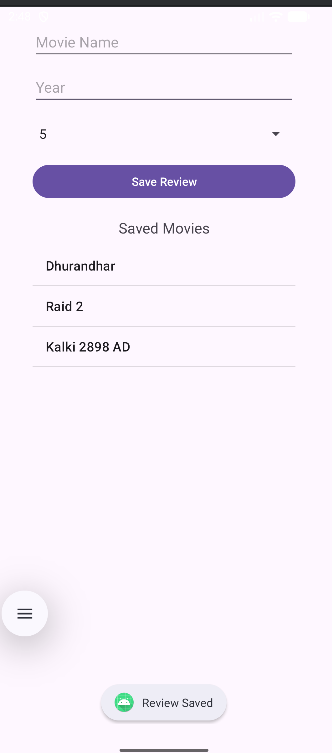 Movie Name
Year
5
Save Review
Saved Movies
Dhurandhar
Raid 2
Kalki 2898 AD
Review Saved